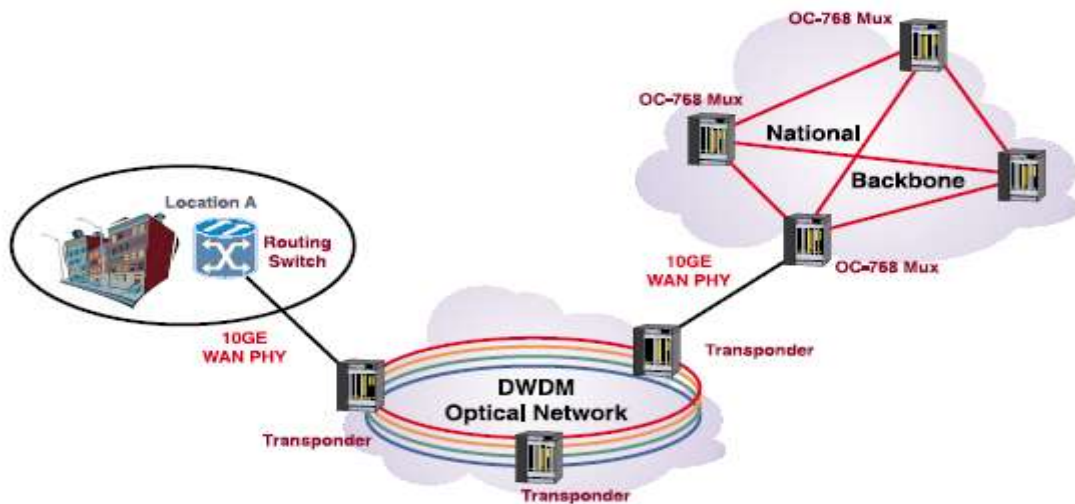 OC-768 Mux
OC-768 Mux
National
Backbone
Location A
Routing
Switch
10GE
WAN PHY
OC-768 Mux
10GE
WAN PHY
Transponder
DWDM
Optical Network
Transponder
Transponder